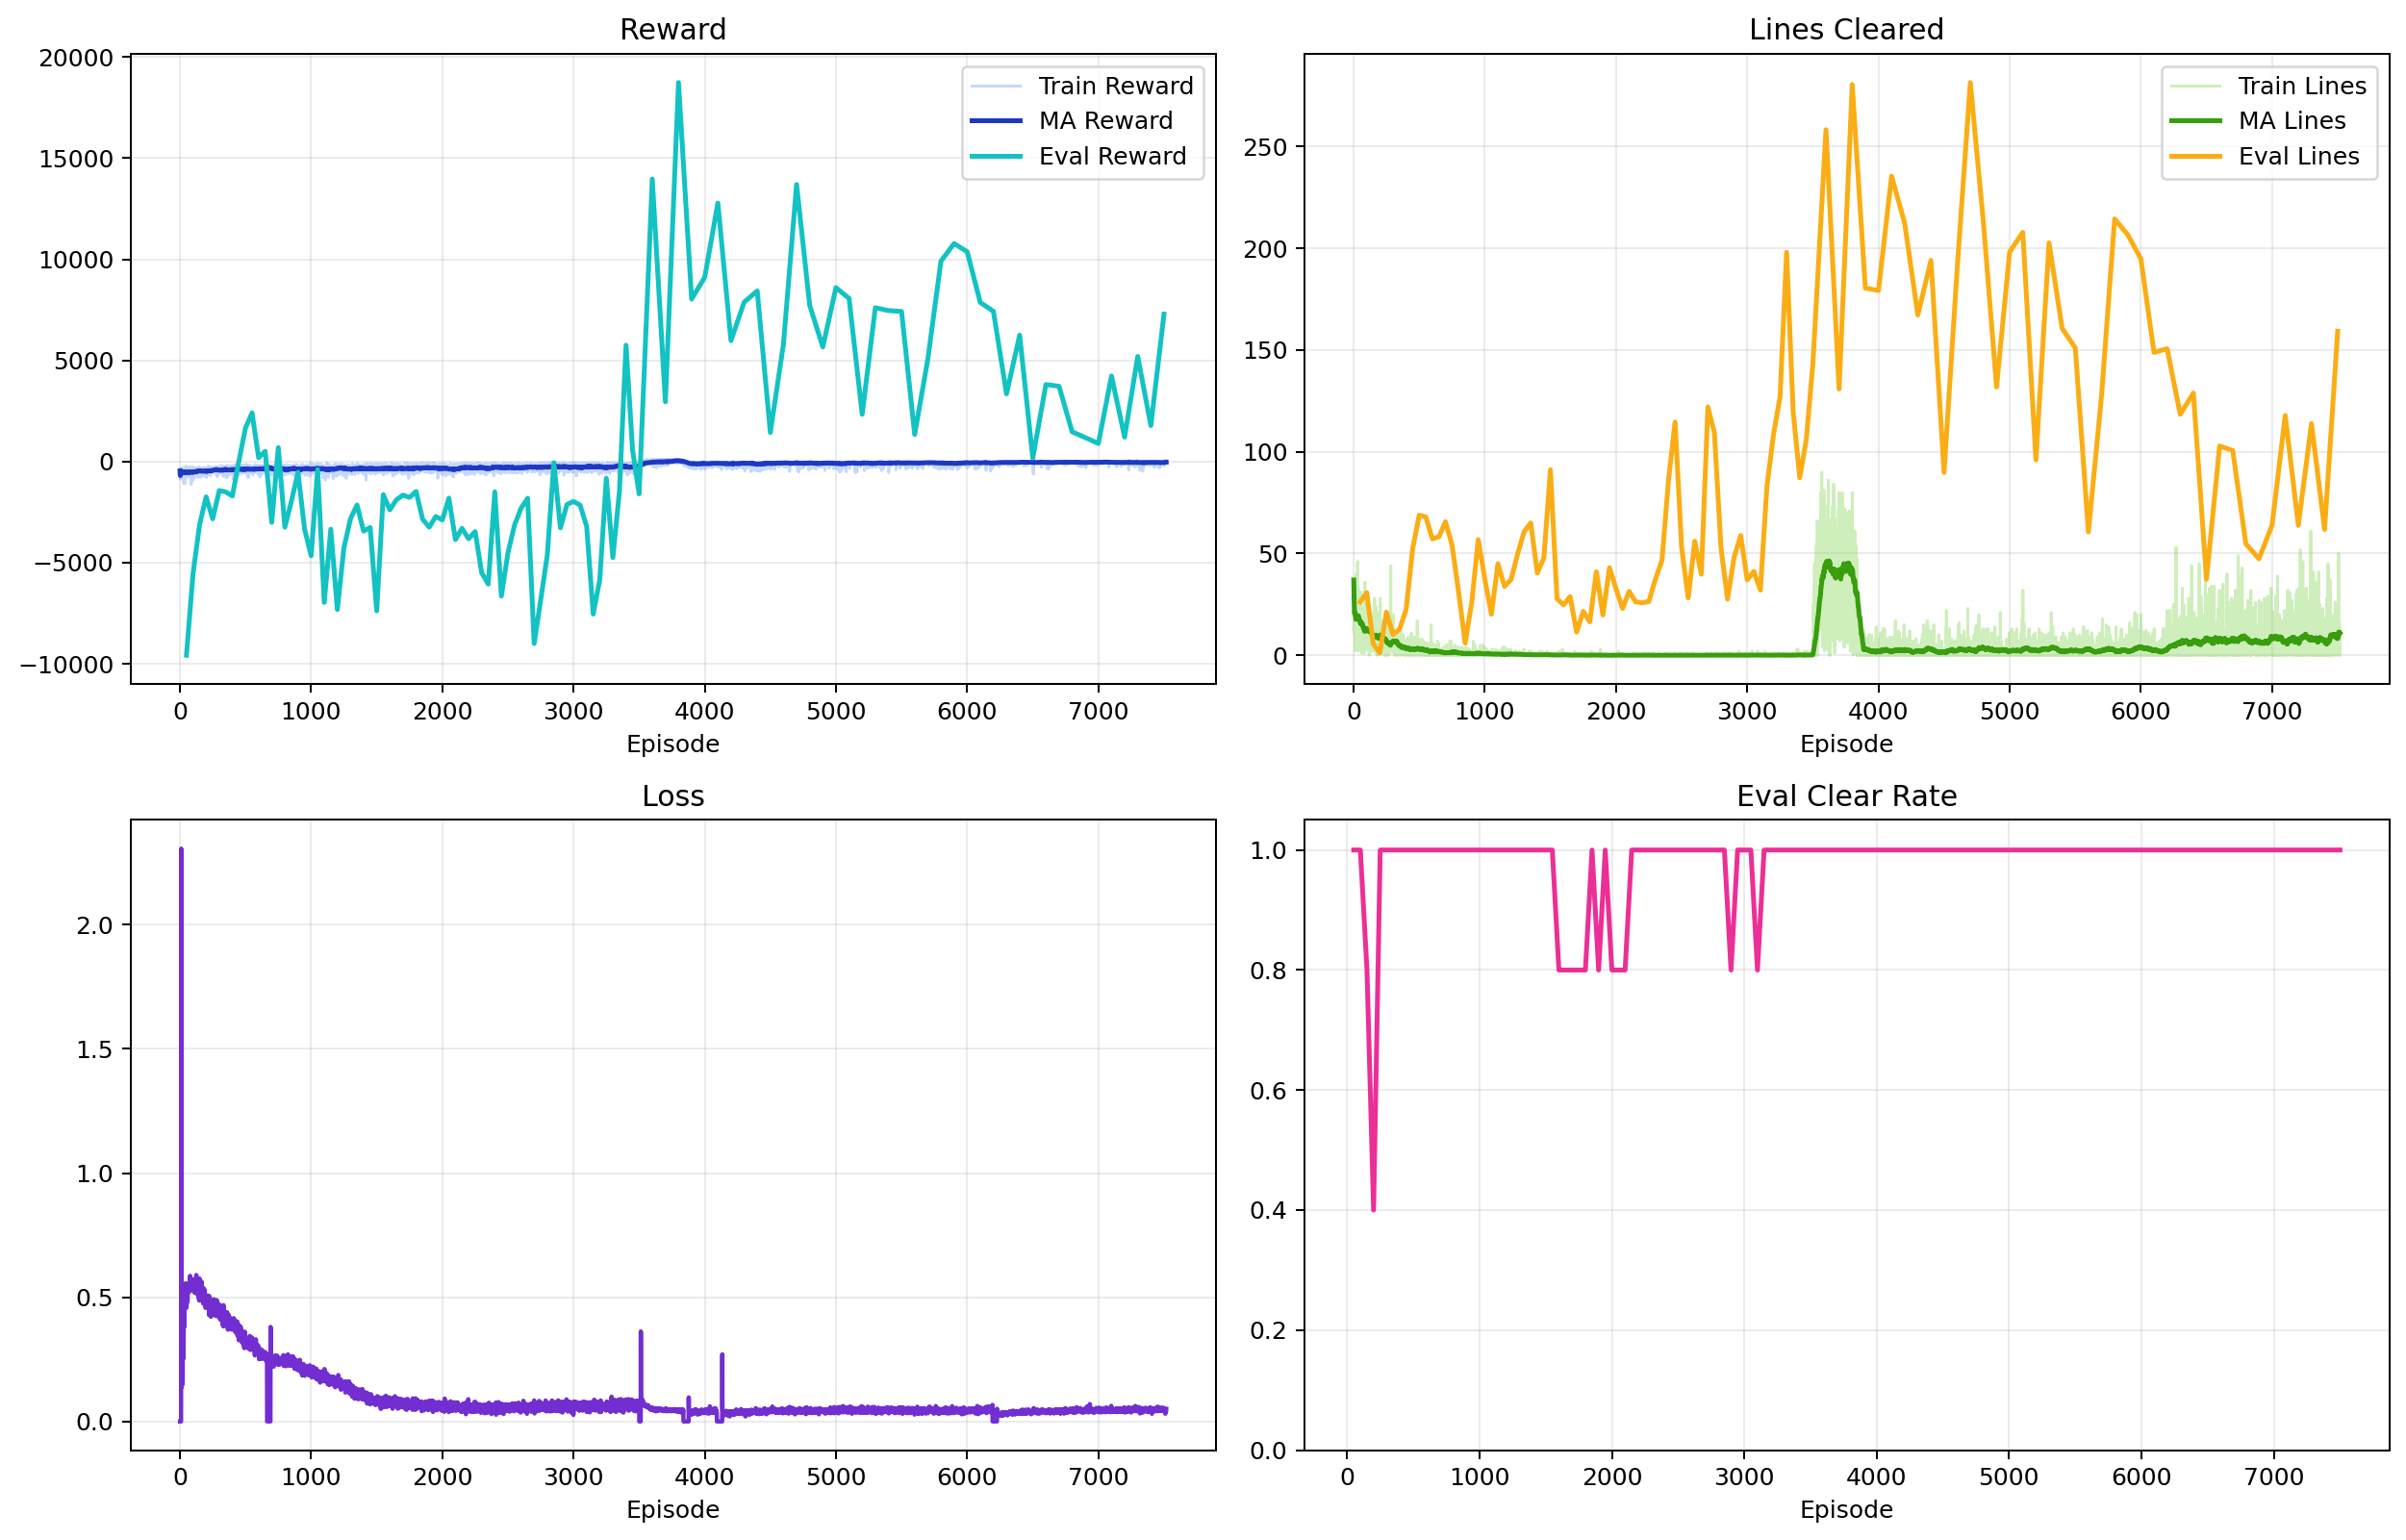 Reward
20000
15000
10000
5000
0
−5000
−10000
Train Reward
MA Reward
Eval Reward
0 1000 2000 3000 4000 5000 6000 7000
Episode
Lines Cleared
250
200
150
100
50
0
Train Lines
MA Lines
Eval Lines
0 1000 2000 3000 4000 5000 6000 7000
Episode
Loss
2.0
1.5
1.0
0.5
0.0
0 1000 2000 3000 4000 5000 6000 7000
Episode
Eval Clear Rate
1.0
0.8
0.6
0.4
0.2
0.0
0 1000 2000 3000 4000 5000 6000 7000
Episode